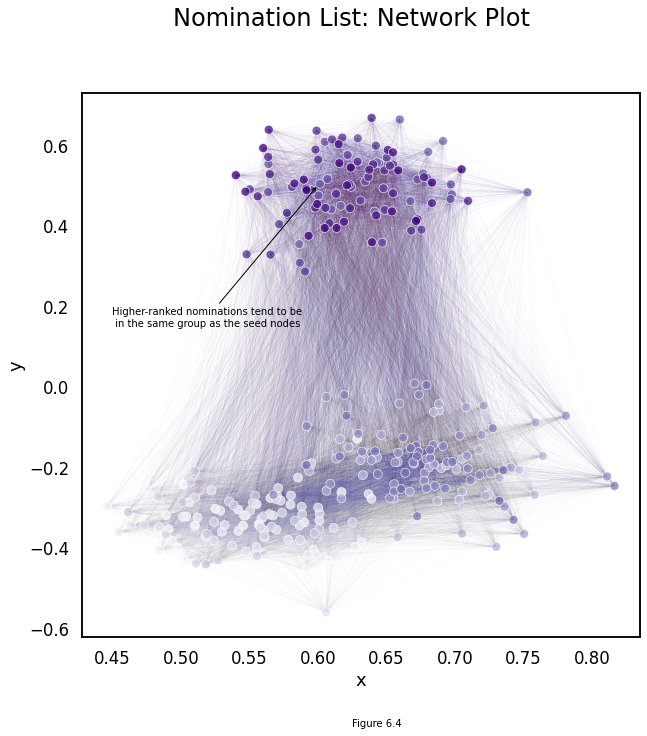 Nomination List: Network Plot
0.6
0.4
0.2
Higher-ranked nominations tend to be
in the same group as the seed nodes
y
0.0
−0.2
−0.4
−0.6
0.45 0.50 0.55 0.60 0.65 0.70 0.75 0.80
x
Figure 6.4